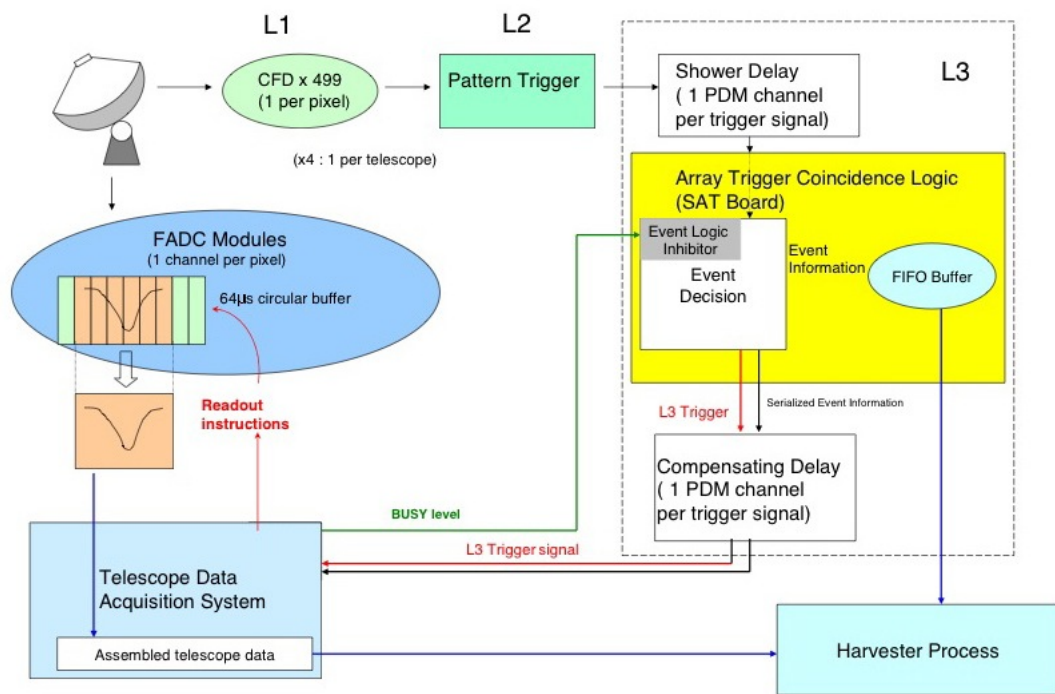 L1
L2
L3
CFD x 499
(1 per pixel)
Pattern Trigger
Shower Delay
( 1 PDM channel
per trigger signal)
(x4 : 1 per telescope)
Array Trigger Coincidence Logic
(SAT Board)
Event Logic
Inhibitor
Event
Decision
Event
Information
FIFO Buffer
FADC Modules
(1 channel per pixel)
64µs circular buffer
Readout
instructions
L3 Trigger
Serialized Event Information
Compensating Delay
( 1 PDM channel
per trigger signal)
BUSY level
L3 Trigger signal
Telescope Data
Acquisition System
Assembled telescope data
Harvester Process